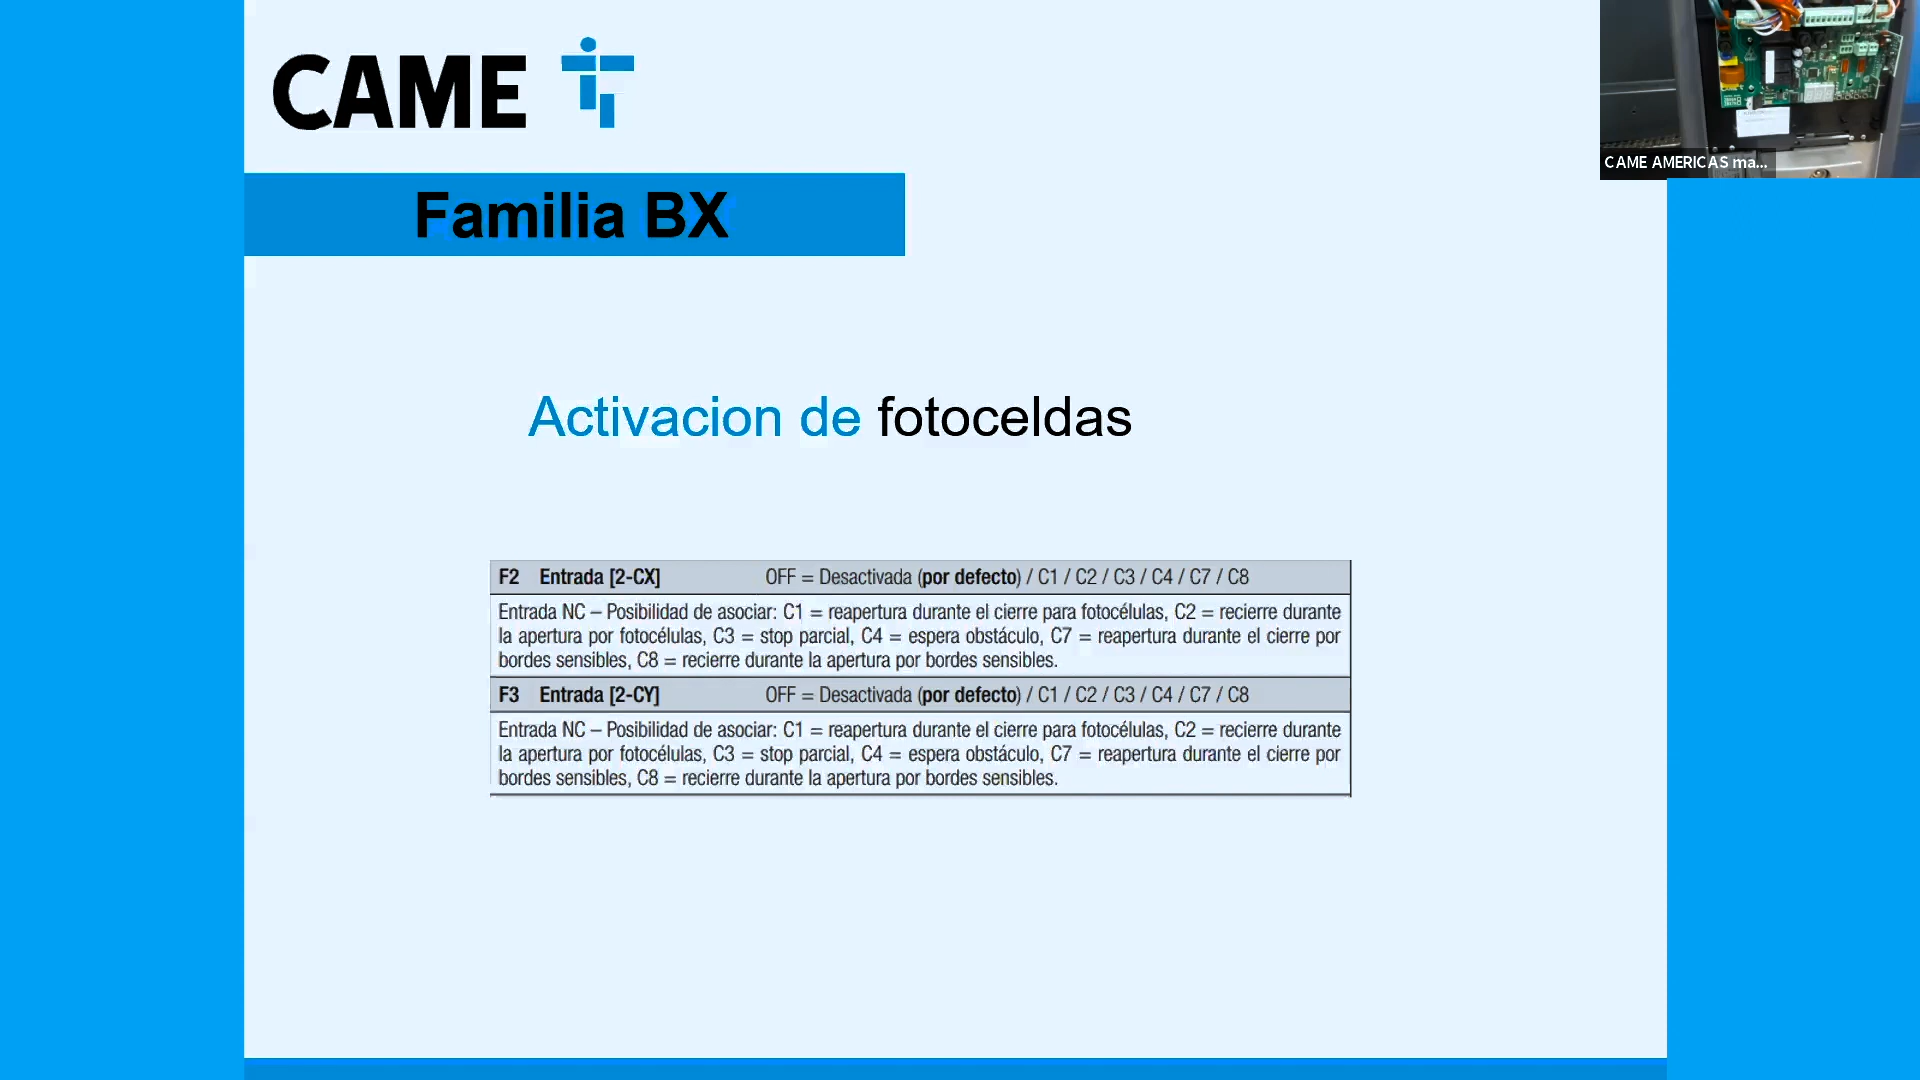 CAME
CAME AMERICAS ma...
Familia BX
Activacion de fotoceldas
F2 Entrada [2-CX] OFF = Desactivada (por defecto) / C1 / C2 / C3 / C4 / C7 / C8
Entrada NC – Posibilidad de asociar: C1 = reapertura durante el cierre para fotocélulas, C2 = recierre durante
la apertura por fotocélulas, C3 = stop parcial, C4 = espera obstáculo, C7 = reapertura durante el cierre por
bordes sensibles, C8 = recierre durante la apertura por bordes sensibles.
F3 Entrada [2-CY] OFF = Desactivada (por defecto) / C1 / C2 / C3 / C4 / C7 / C8
Entrada NC – Posibilidad de asociar: C1 = reapertura durante el cierre para fotocélulas, C2 = recierre durante
la apertura por fotocélulas, C3 = stop parcial, C4 = espera obstáculo, C7 = reapertura durante el cierre por
bordes sensibles, C8 = recierre durante la apertura por bordes sensibles.